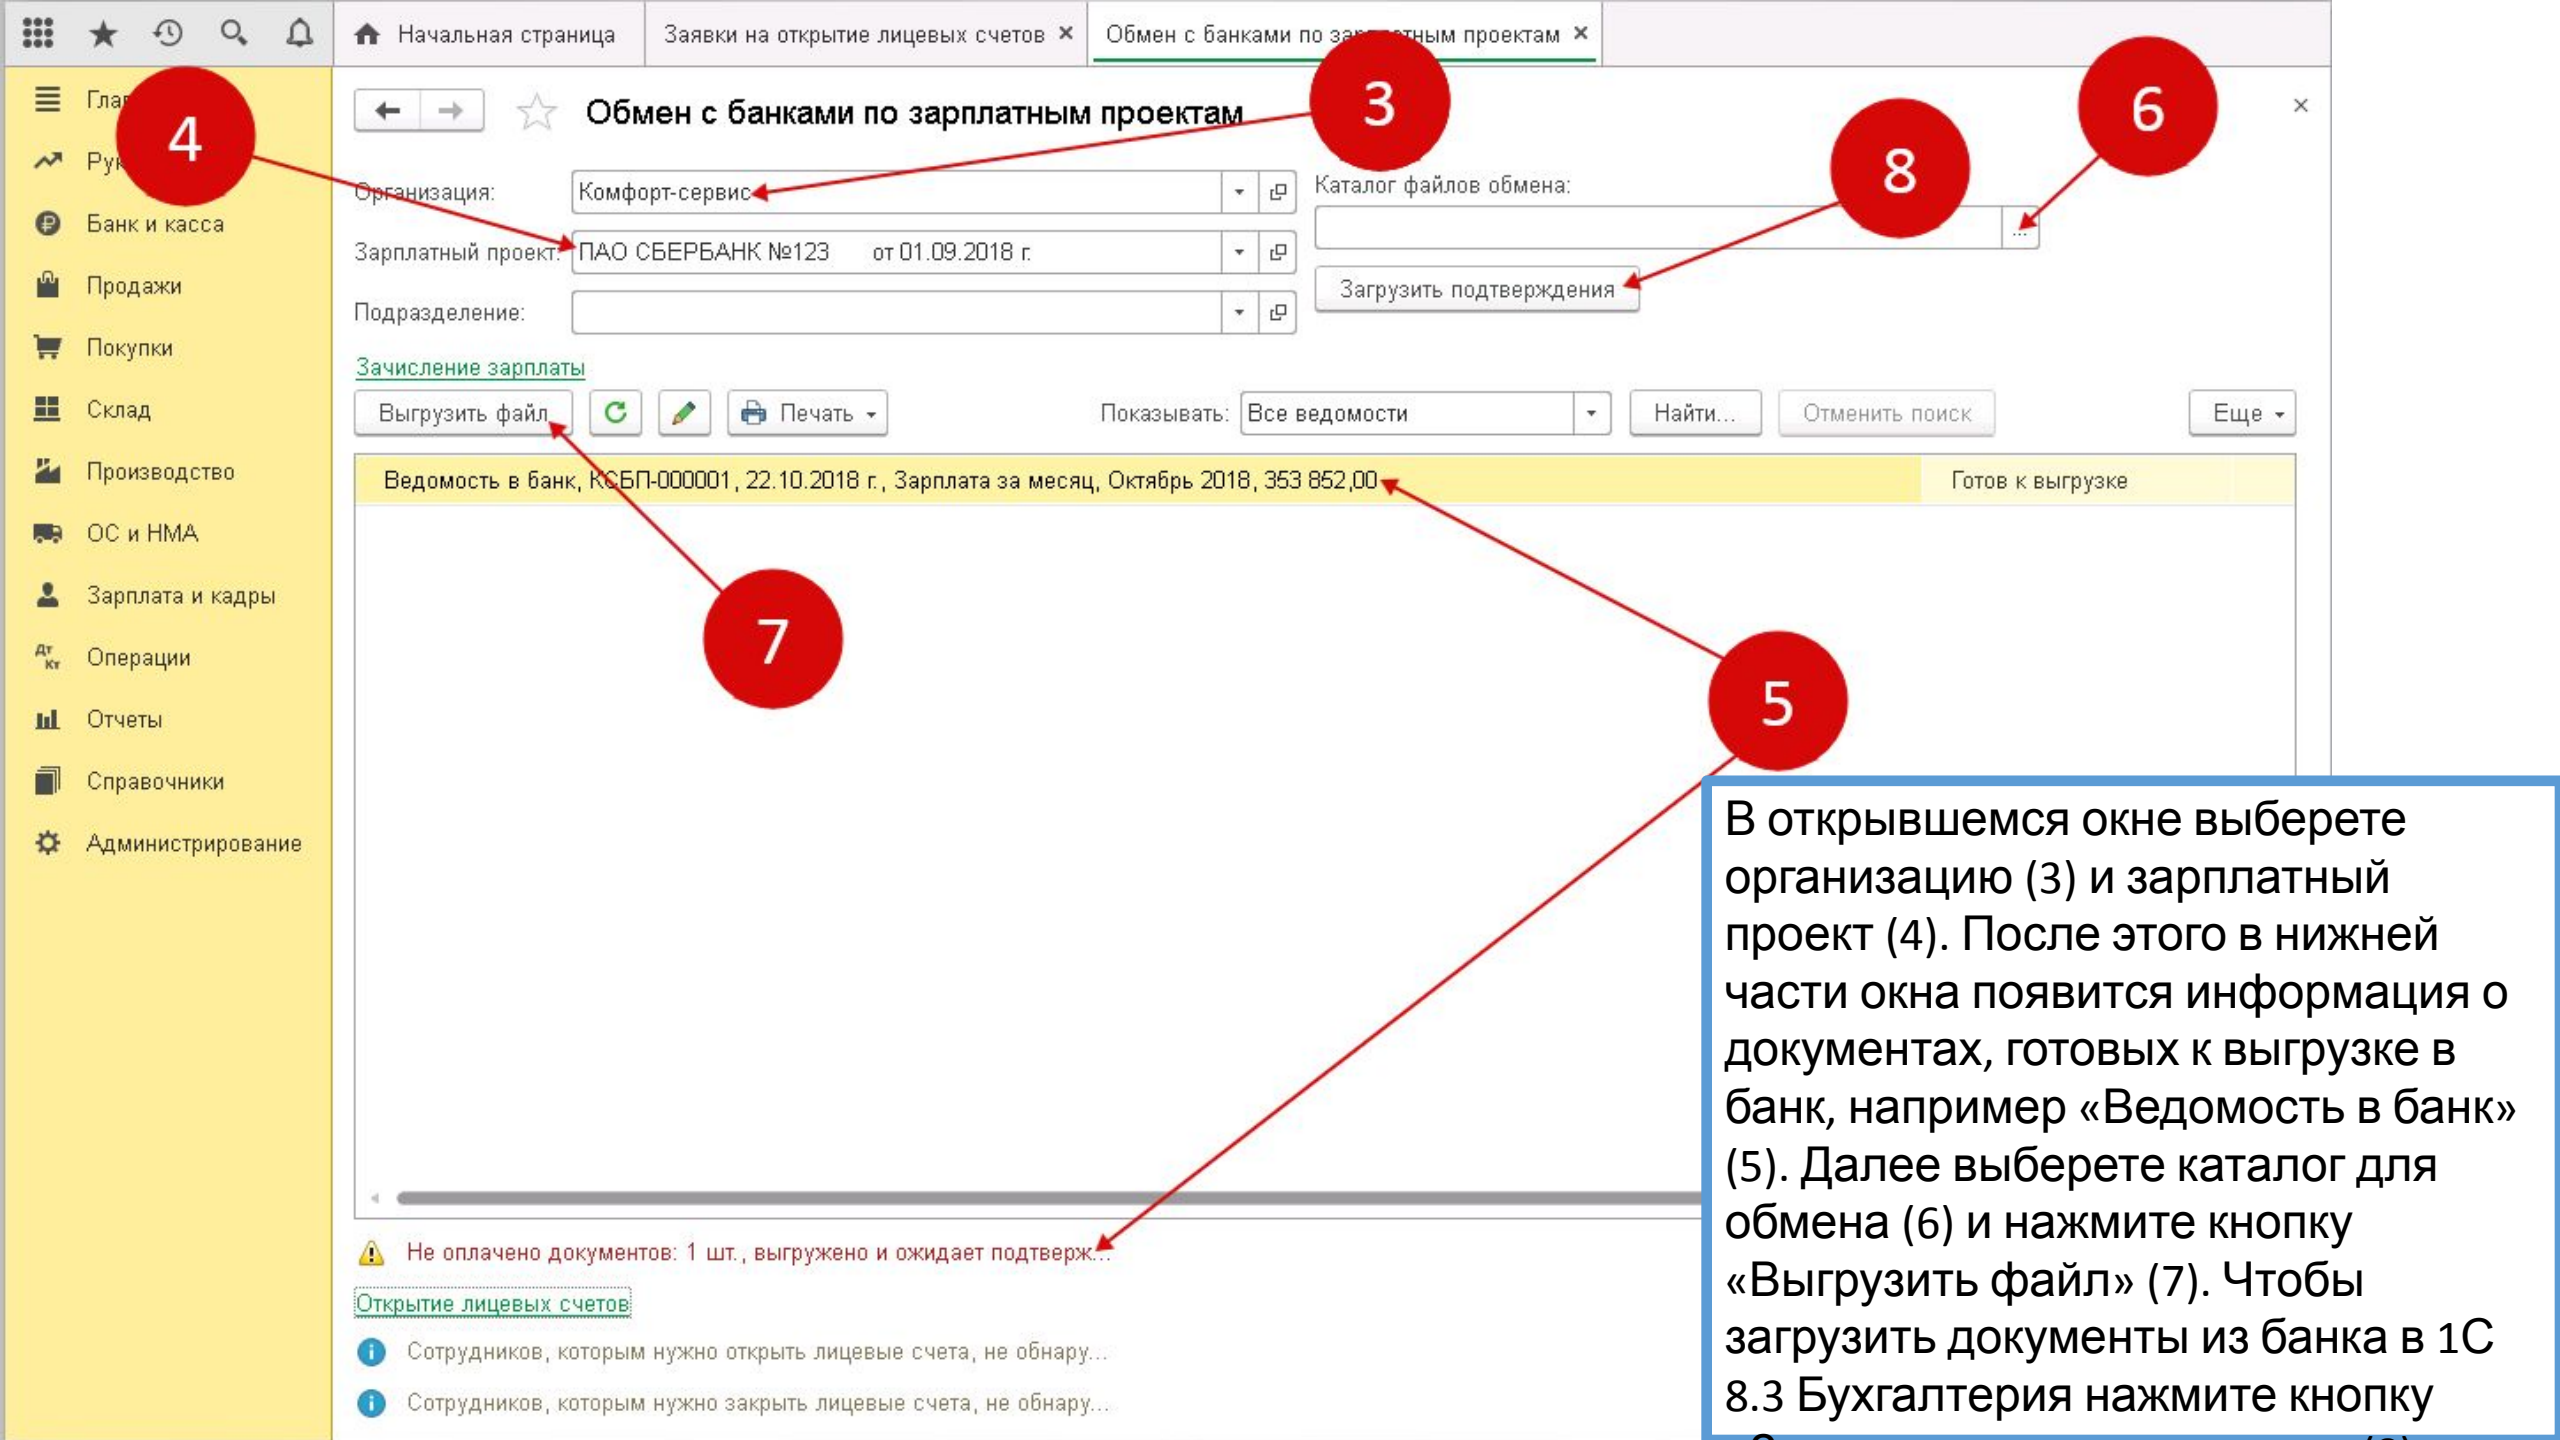 Начальная страница
Заявки на открытие лицевых счетов ×
Обмен с банками по зарплатным проектам ×
Банк и касса
Продажи
Покупки
Склад
Производство
ОС и НМА
Зарплата и кадры
Дт Кт Операции
Отчеты
Справочники
Администрирование
Обмен с банками по зарплатным проектам
Организация: Комфорт-сервис
Зарплатный проект: ПАО СБЕРБАНК №123 от 01.09.2018 г.
Подразделение:
Каталог файлов обмена:
...
Загрузить подтверждения
Зачисление зарплаты
Выгрузить файл Печать Показывать: Все ведомости Найти... Отменить поиск Еще
Ведомость в банк, КСБП-000001, 22.10.2018 г., Зарплата за месяц, Октябрь 2018, 353 852,00 Готов к выгрузке
Не оплачено документов: 1 шт., выгружено и ожидает подтверж...
Открытие лицевых счетов
Сотрудников, которым нужно открыть лицевые счета, не обнару...
Сотрудников, которым нужно закрыть лицевые счета, не обнару...
3
4
5
6
7
8
В открывшемся окне выберете
организацию (3) и зарплатный
проект (4). После этого в нижней
части окна появится информация о
документах, готовых к выгрузке в
банк, например «Ведомость в банк»
(5). Далее выберете каталог для
обмена (6) и нажмите кнопку
«Выгрузить файл» (7). Чтобы
загрузить документы из банка в 1С
8.3 Бухгалтерия нажмите кнопку